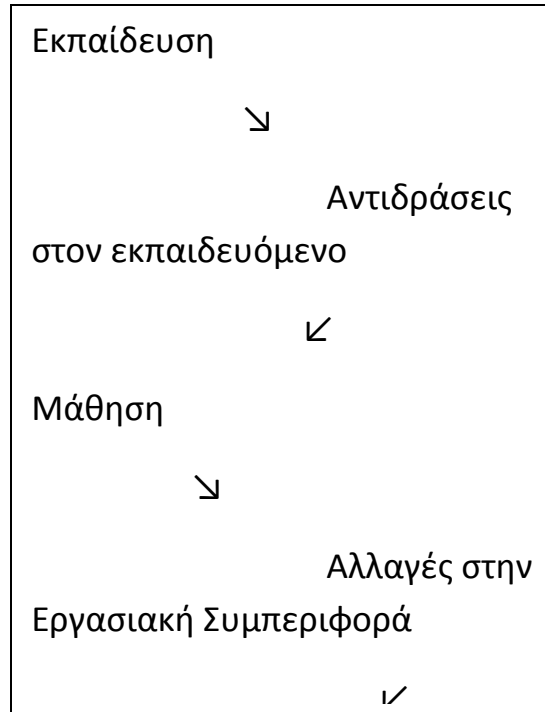 Εκπαίδευση
↘
Αντιδράσεις
στον εκπαιδευόμενο
↙
Μάθηση
↘
Αλλαγές στην
Εργασιακή Συμπεριφορά
↙